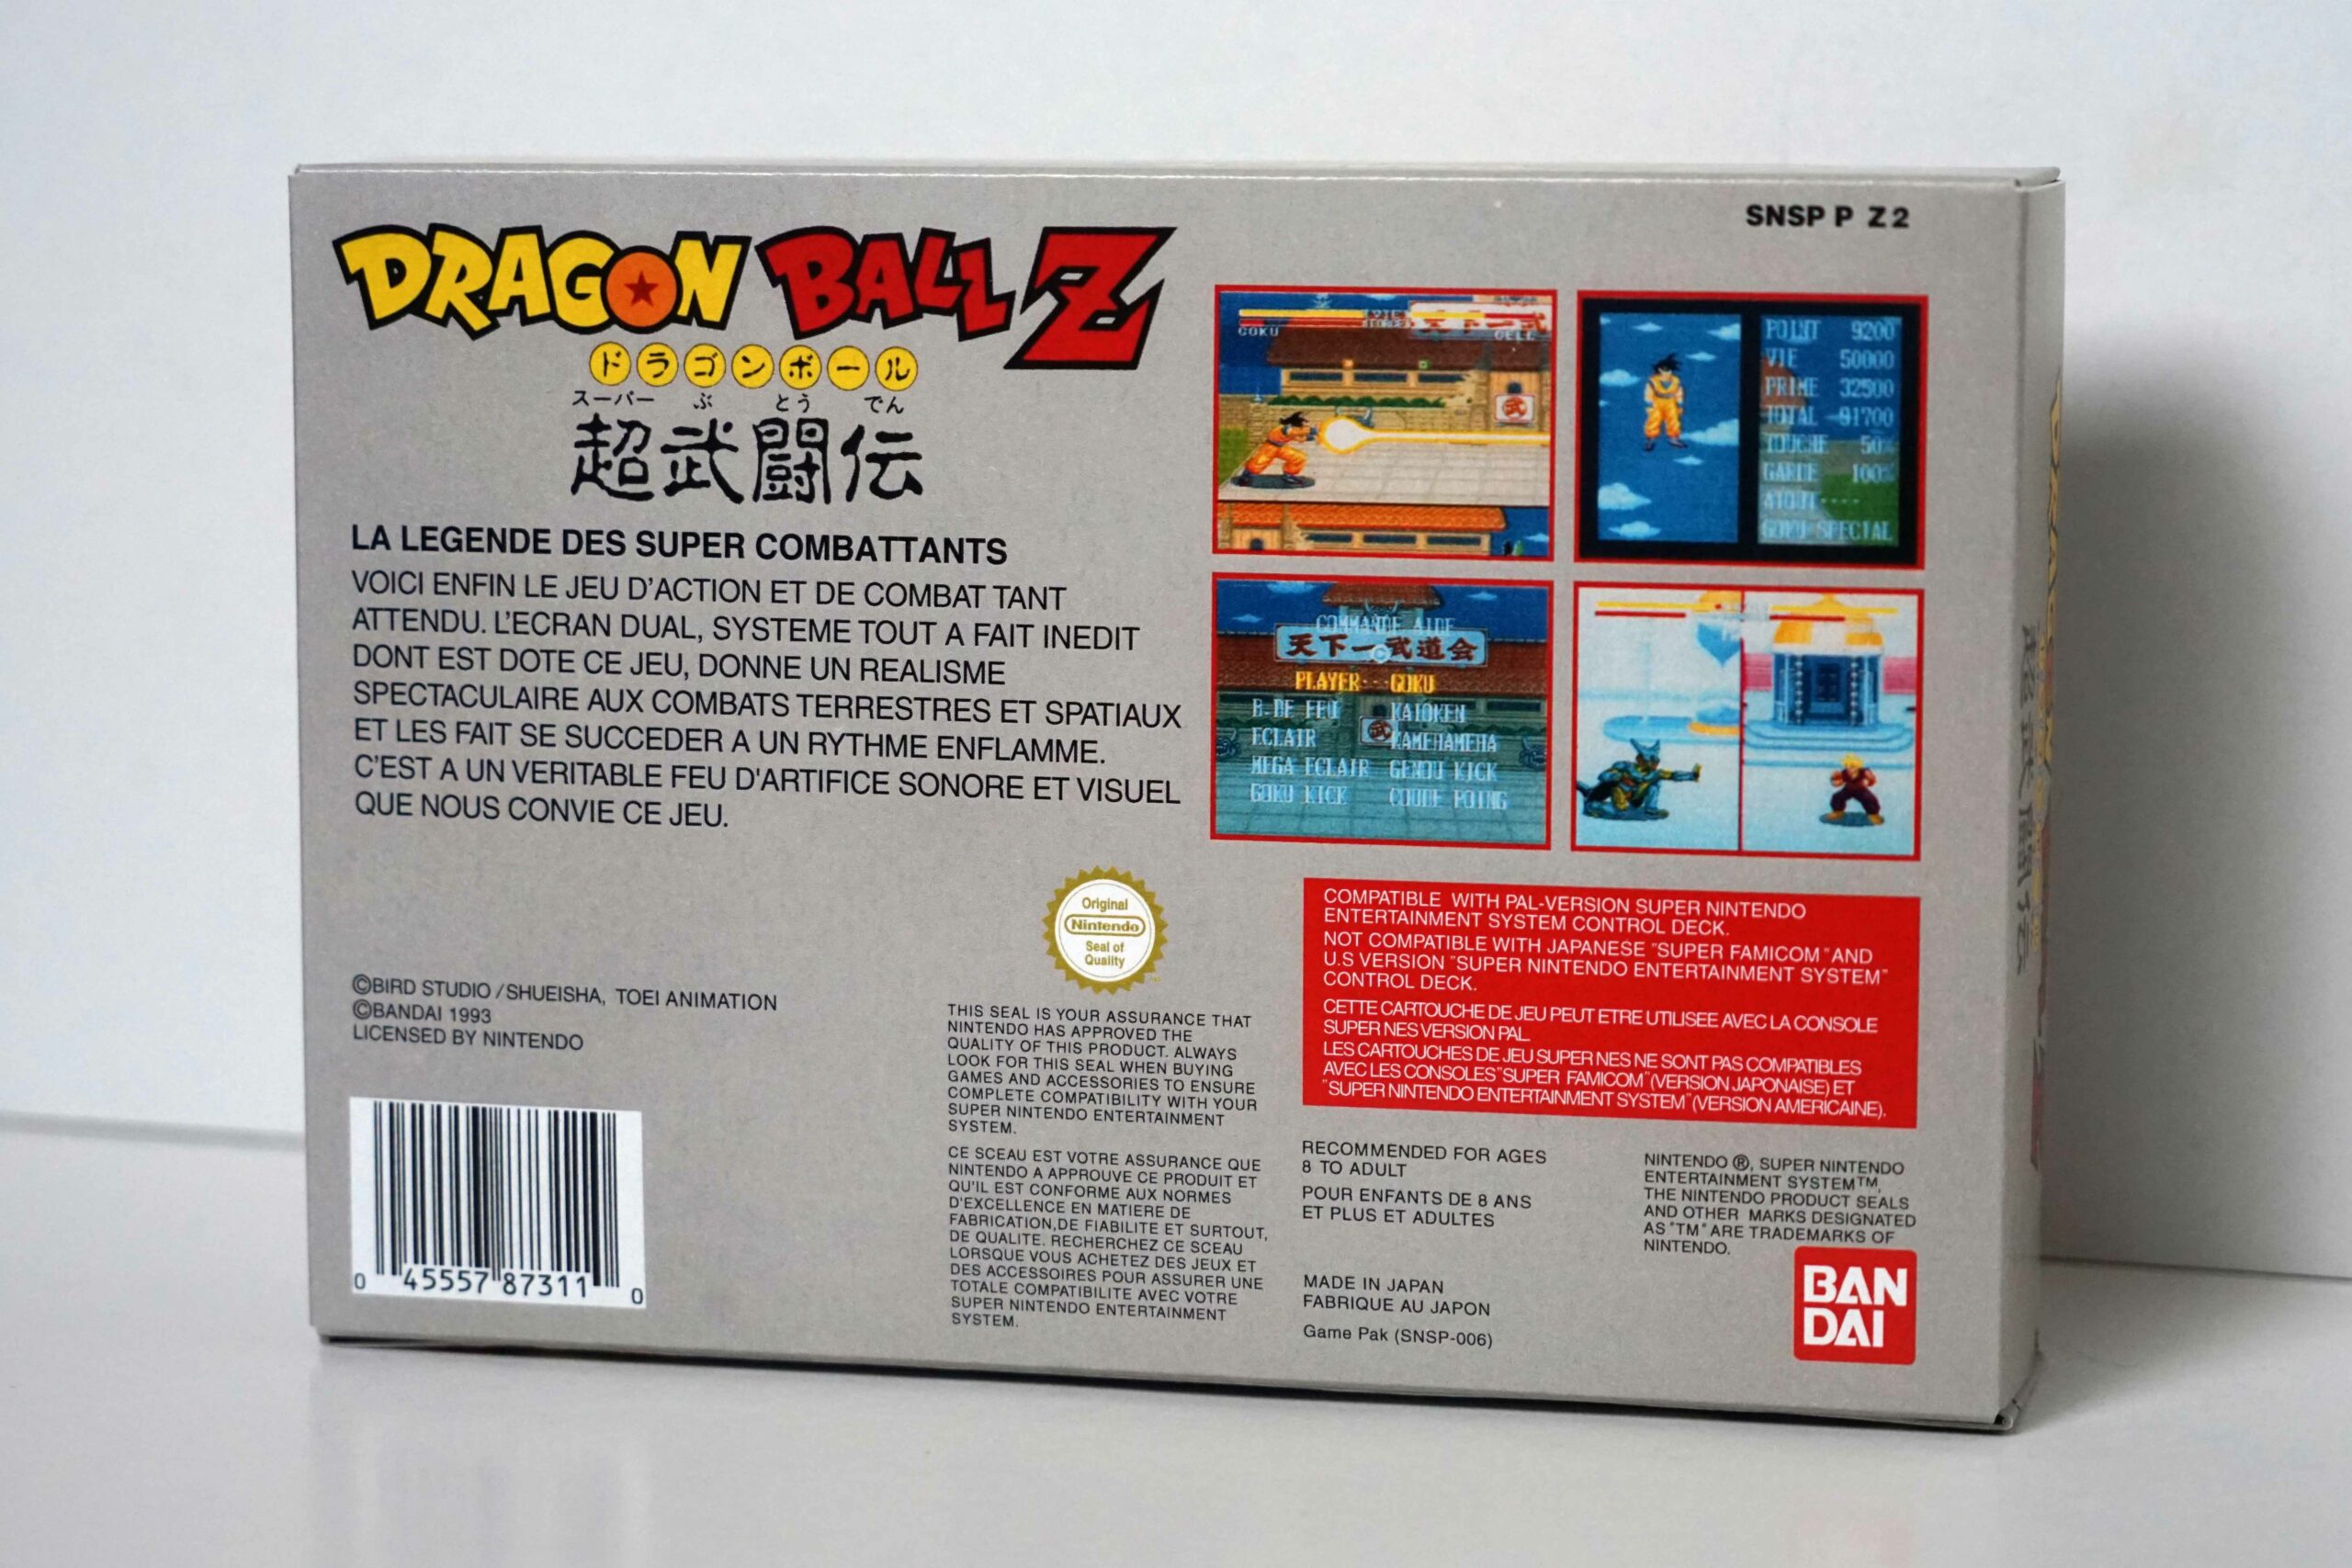 SNSP P Z 2
DRAGON BALL Z
ドラゴンボール
スーパー ぶ とう でん
超武闘伝
LA LEGENDE DES SUPER COMBATTANTS
VOICI ENFIN LE JEU D'ACTION ET DE COMBAT TANT
ATTENDU. L'ECRAN DUAL, SYSTEME TOUT A FAIT INEDIT
DONT EST DOTE CE JEU, DONNE UN REALISME
SPECTACULAIRE AUX COMBATS TERRESTRES ET SPATIAUX
ET LES FAIT SE SUCCEDER A UN RYTHME ENFLAMME.
C'EST A UN VERITABLE FEU D'ARTIFICE SONORE ET VISUEL
QUE NOUS CONVIE CE JEU.
GOKU
武
POINT 9200
VIE 50000
PRIME 32500
TOTAL 91700
TOUCHE 50%
GARDE 100%
GOKU SPECIAL
COMMANDE AIDE
天下一武道会
PLAYER-- GOKU
B-DE FEU KAIOKEN
ECLAIR 武 KAMEHAMEHA
MEGA ECLAIR GENOU KICK
GOKU KICK COUDE POING
©BIRD STUDIO / SHUEISHA, TOEI ANIMATION
©BANDAI 1993
LICENSED BY NINTENDO
0 45557 87311 0
Original
Nintendo
Seal of
Quality
THIS SEAL IS YOUR ASSURANCE THAT
NINTENDO HAS APPROVED THE
QUALITY OF THIS PRODUCT. ALWAYS
LOOK FOR THIS SEAL WHEN BUYING
GAMES AND ACCESSORIES TO ENSURE
COMPLETE COMPATIBILITY WITH YOUR
SUPER NINTENDO ENTERTAINMENT
SYSTEM.
CE SCEAU EST VOTRE ASSURANCE QUE
NINTENDO A APPROUVE CE PRODUIT ET
QU'IL EST CONFORME AUX NORMES
D'EXCELLENCE EN MATIERE DE
FABRICATION,DE FIABILITE ET SURTOUT,
DE QUALITE. RECHERCHEZ CE SCEAU
LORSQUE VOUS ACHETEZ DES JEUX ET
DES ACCESSOIRES POUR ASSURER UNE
TOTALE COMPATIBILITE AVEC VOTRE
SUPER NINTENDO ENTERTAINMENT
SYSTEM.
COMPATIBLE WITH PAL-VERSION SUPER NINTENDO
ENTERTAINMENT SYSTEM CONTROL DECK.
NOT COMPATIBLE WITH JAPANESE "SUPER FAMICOM" AND
U.S VERSION "SUPER NINTENDO ENTERTAINMENT SYSTEM"
CONTROL DECK.
CETTE CARTOUCHE DE JEU PEUT ETRE UTILISEE AVEC LA CONSOLE
SUPER NES VERSION PAL.
LES CARTOUCHES DE JEU SUPER NES NE SONT PAS COMPATIBLES
AVEC LES CONSOLES "SUPER FAMICOM" (VERSION JAPONAISE) ET
"SUPER NINTENDO ENTERTAINMENT SYSTEM" (VERSION AMERICAINE).
RECOMMENDED FOR AGES
8 TO ADULT
POUR ENFANTS DE 8 ANS
ET PLUS ET ADULTES
MADE IN JAPAN
FABRIQUE AU JAPON
Game Pak (SNSP-006)
NINTENDO ®, SUPER NINTENDO
ENTERTAINMENT SYSTEM™,
THE NINTENDO PRODUCT SEALS
AND OTHER MARKS DESIGNATED
AS "TM" ARE TRADEMARKS OF
NINTENDO.
BAN
DAI